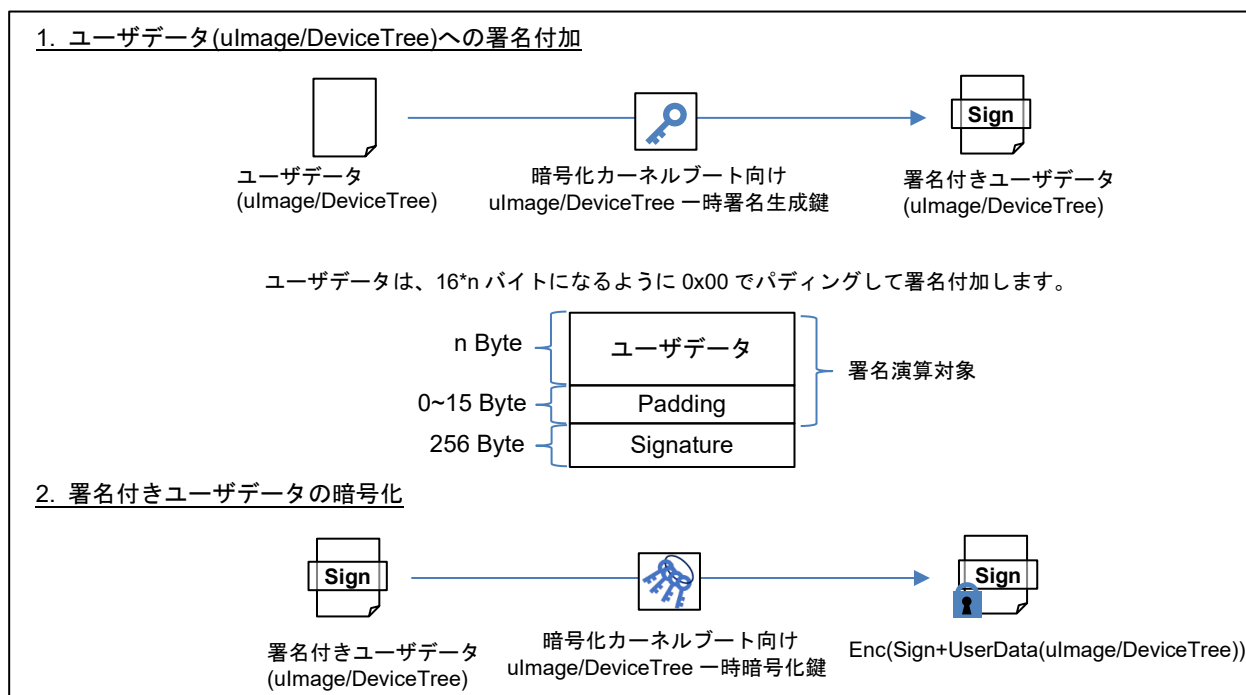 1. ユーザデータ(uImage/DeviceTree)への署名付加
Sign
ユーザデータ
(uImage/DeviceTree)
暗号化カーネルブート向け
uImage/DeviceTree 一時署名生成鍵
署名付きユーザデータ
(uImage/DeviceTree)
ユーザデータは、16*n バイトになるように 0x00 でパディングして署名付加します。
n Byte
ユーザデータ
署名演算対象
0~15 Byte
Padding
256 Byte
Signature
2. 署名付きユーザデータの暗号化
Sign
Sign
署名付きユーザデータ
(uImage/DeviceTree)
暗号化カーネルブート向け
uImage/DeviceTree 一時暗号化鍵
Enc(Sign+UserData(uImage/DeviceTree))